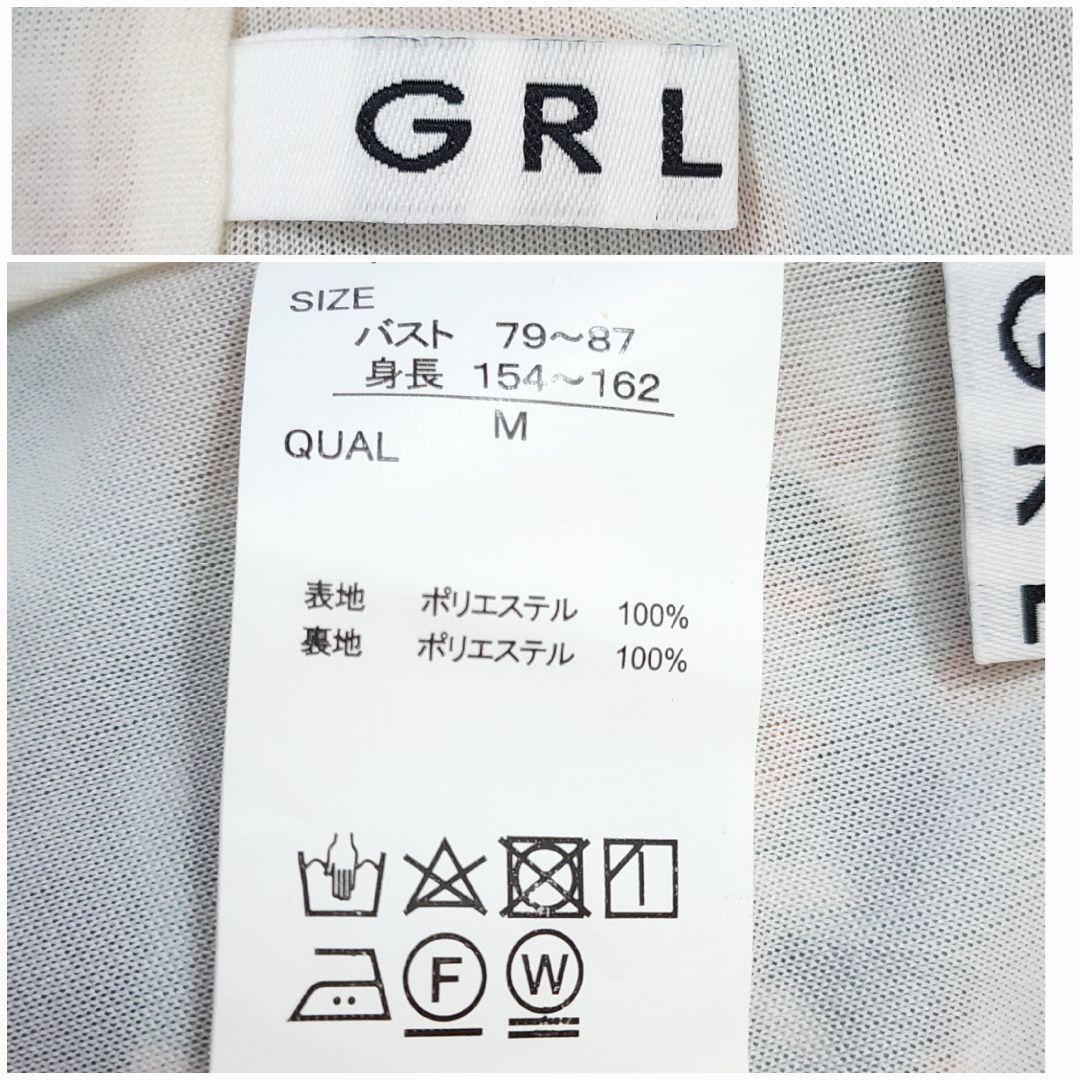 GRL
SIZE
バスト 79～87
身長 154～162
M
QUAL
表地 ポリエステル 100%
裏地 ポリエステル 100%
F W
GRL